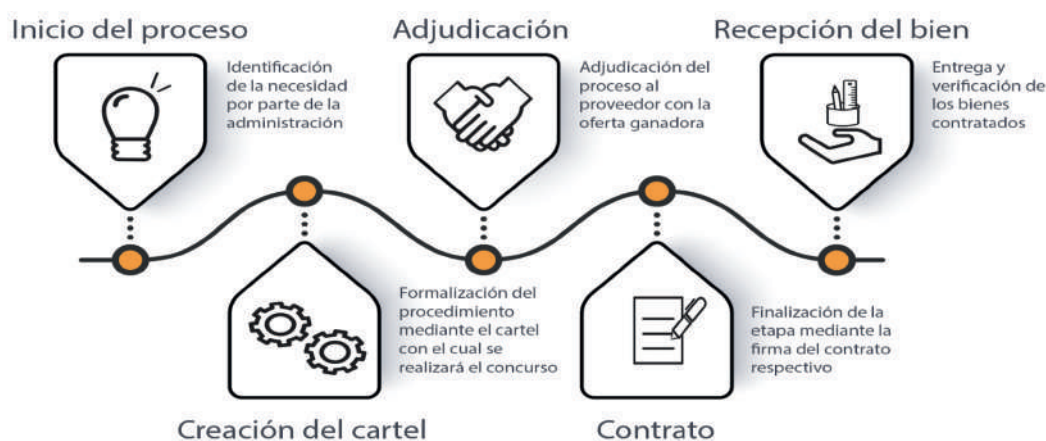 Inicio del proceso
Identificación
de la necesidad
por parte de la
administración
Creación del cartel
Formalización del
procedimiento
mediante el cartel
con el cual se
realizará el concurso
Adjudicación
Adjudicación del
proceso al
proveedor con la
oferta ganadora
Contrato
Finalización de la
etapa mediante la
firma del contrato
respectivo
Recepción del bien
Entrega y
verificación de
los bienes
contratados